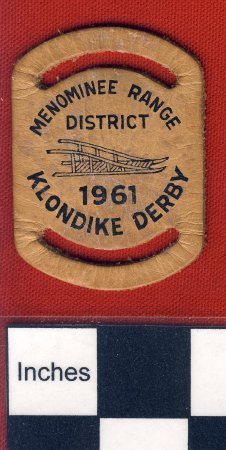 MENOMINEE RANGE
DISTRICT
1961
KLONDIKE DERBY
Inches